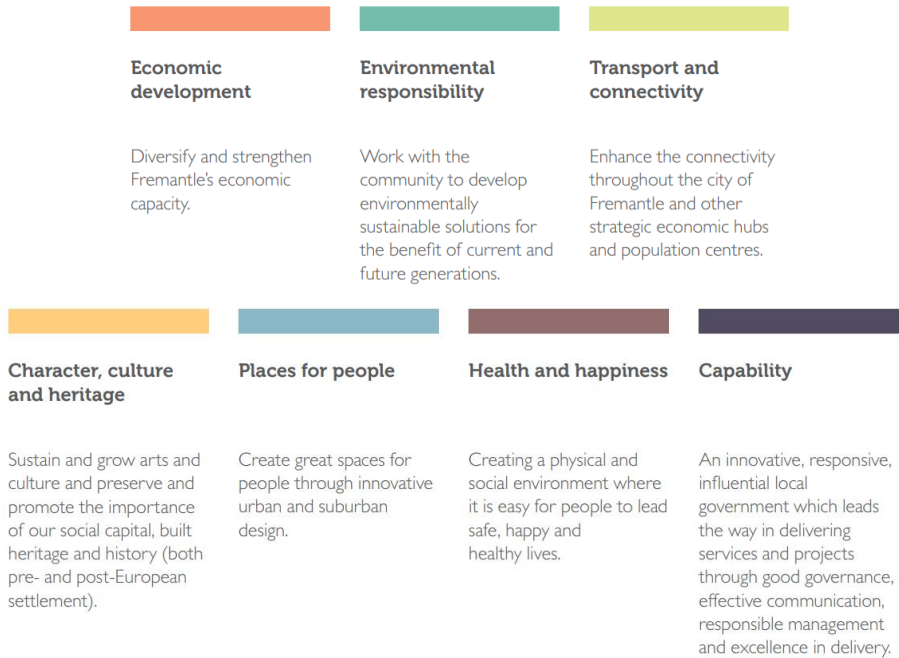 Economic
development
Diversify and strengthen
Fremantle's economic
capacity.
Environmental
responsibility
Work with the
community to develop
environmentally
sustainable solutions for
the benefit of current and
future generations.
Transport and
connectivity
Enhance the connectivity
throughout the city of
Fremantle and other
strategic economic hubs
and population centres.
Character, culture
and heritage
Sustain and grow arts and
culture and preserve and
promote the importance
of our social capital, built
heritage and history (both
pre- and post-European
settlement).
Places for people
Create great spaces for
people through innovative
urban and suburban
design.
Health and happiness
Creating a physical and
social environment where
it is easy for people to lead
safe, happy and
healthy lives.
Capability
An innovative, responsive,
influential local
government which leads
the way in delivering
services and projects
through good governance,
effective communication,
responsible management
and excellence in delivery.